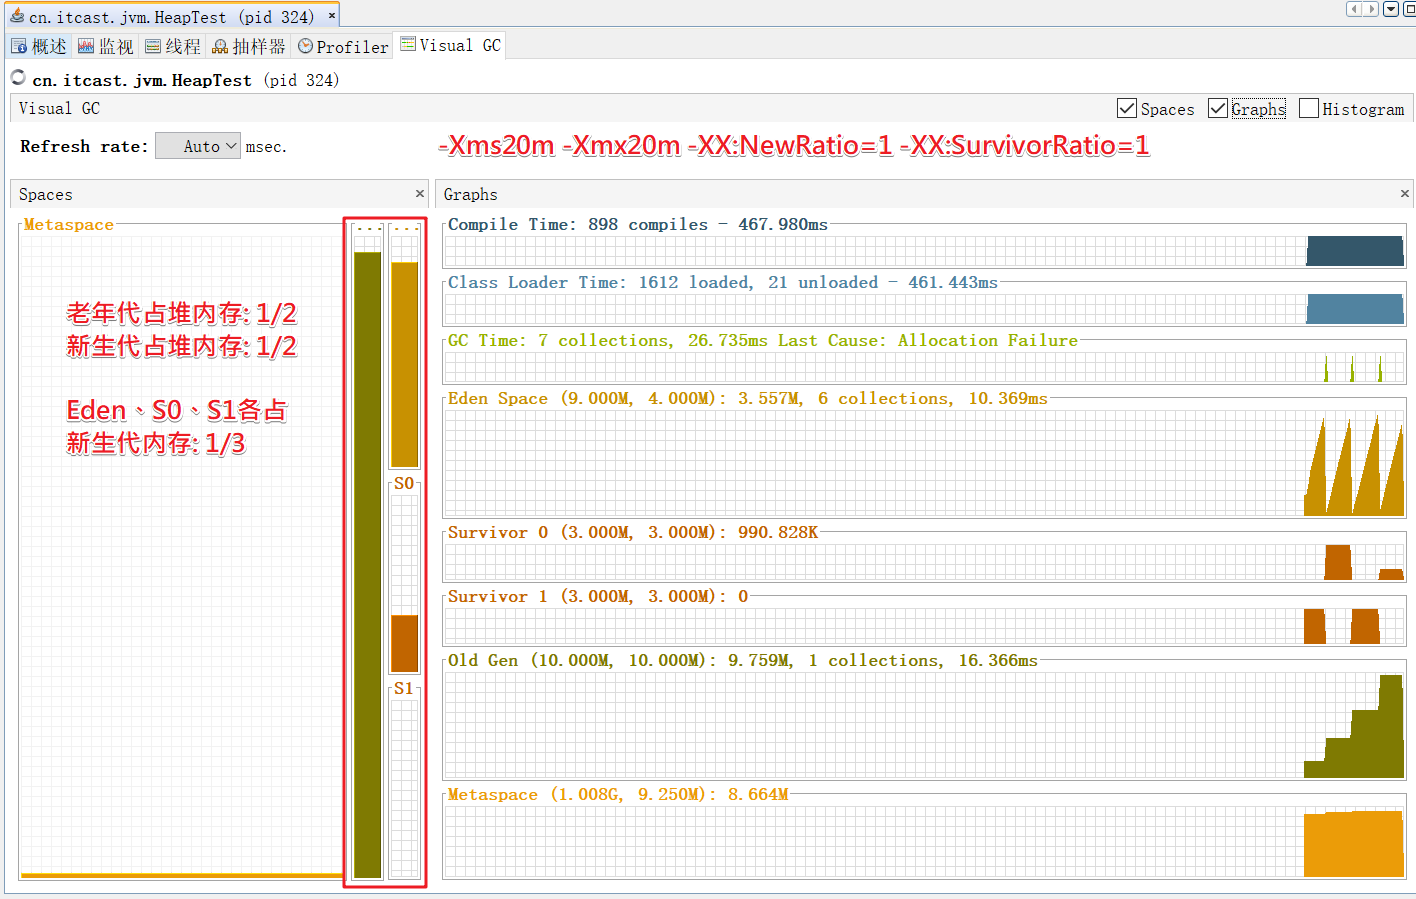 cn.itcast.jvm.HeapTest (pid 324) ×
概述 监视 线程 抽样器 Profiler Visual GC
cn.itcast.jvm.HeapTest (pid 324)
Visual GC
Spaces Graphs Histogram
Refresh rate: Auto msec.
-Xms20m -Xmx20m -XX:NewRatio=1 -XX:SurvivorRatio=1
Spaces ×
Graphs ×
Metaspace
...
...
老年代占堆内存: 1/2
新生代占堆内存: 1/2
Eden、S0、S1各占
新生代内存: 1/3
S0
S1
Compile Time: 898 compiles - 467.980ms
Class Loader Time: 1612 loaded, 21 unloaded - 461.443ms
GC Time: 7 collections, 26.735ms Last Cause: Allocation Failure
Eden Space (9.000M, 4.000M): 3.557M, 6 collections, 10.369ms
Survivor 0 (3.000M, 3.000M): 990.828K
Survivor 1 (3.000M, 3.000M): 0
Old Gen (10.000M, 10.000M): 9.759M, 1 collections, 16.366ms
Metaspace (1.008G, 9.250M): 8.664M